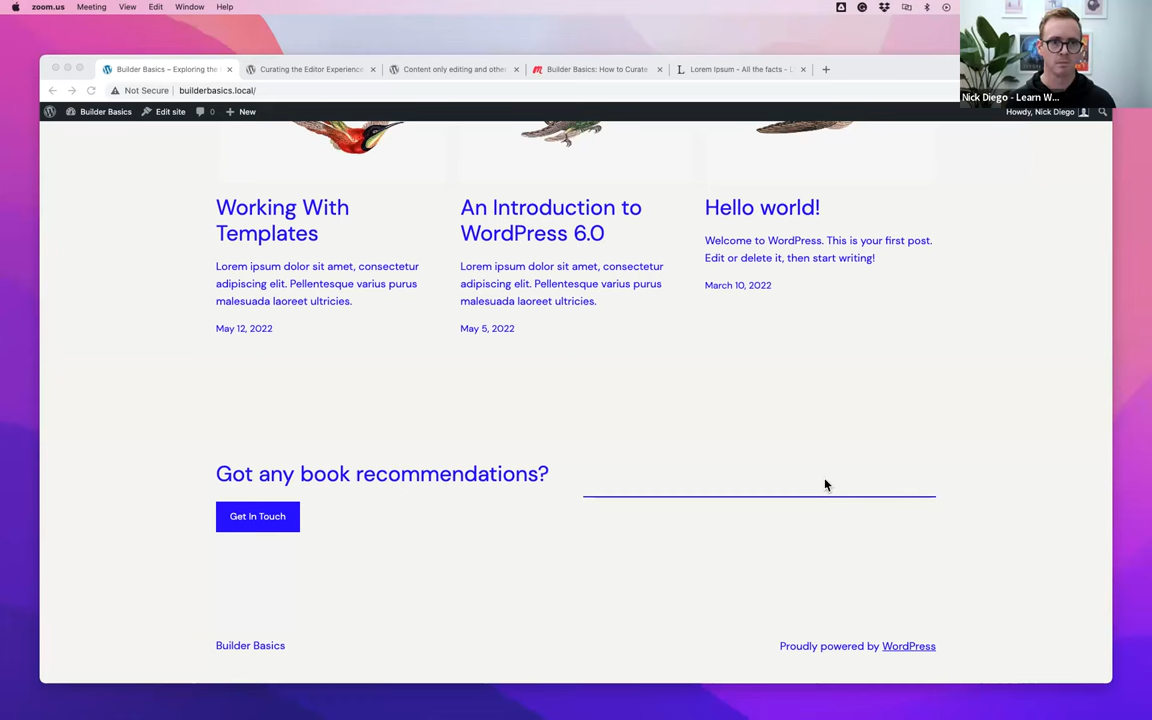 zoom.us Meeting View Edit Window Help
Builder Basics – Exploring the
Curating the Editor Experience
Content only editing and other
Builder Basics: How to Curate
Lorem Ipsum - All the facts - L
Not Secure builderbasics.local/
Nick Diego - Learn W...
Builder Basics Edit site 0 New Howdy, Nick Diego
Working With
Templates
Lorem ipsum dolor sit amet, consectetur
adipiscing elit. Pellentesque varius purus
malesuada laoreet ultricies.
May 12, 2022
An Introduction to
WordPress 6.0
Lorem ipsum dolor sit amet, consectetur
adipiscing elit. Pellentesque varius purus
malesuada laoreet ultricies.
May 5, 2022
Hello world!
Welcome to WordPress. This is your first post.
Edit or delete it, then start writing!
March 10, 2022
Got any book recommendations?
Get In Touch
Builder Basics
Proudly powered by WordPress